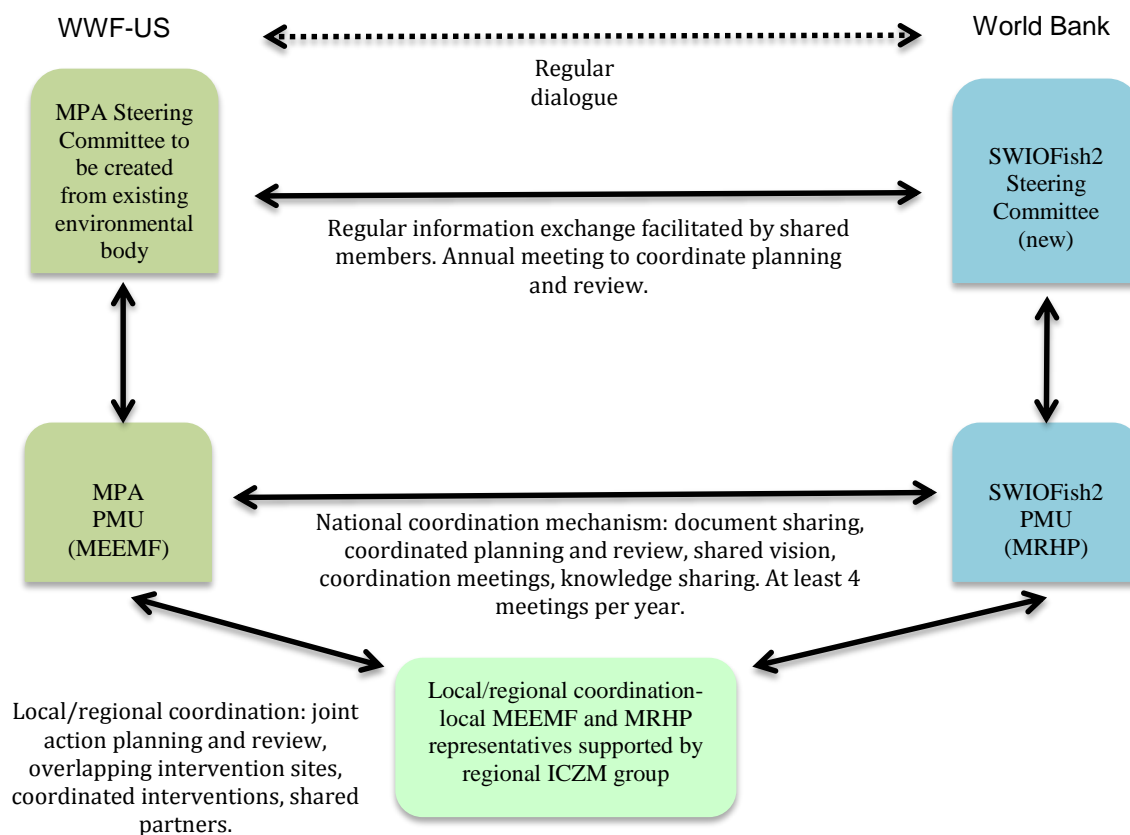 WWF-US
World Bank
Regular
dialogue
MPA Steering
Committee to
be created
from existing
environmental
body
SWIOFish2
Steering
Committee
(new)
Regular information exchange facilitated by shared
members. Annual meeting to coordinate planning
and review.
MPA
PMU
(MEEMF)
SWIOFish2
PMU
(MRHP)
National coordination mechanism: document sharing,
coordinated planning and review, shared vision,
coordination meetings, knowledge sharing. At least 4
meetings per year.
Local/regional coordination-
local MEEMF and MRHP
representatives supported by
regional ICZM group
Local/regional coordination: joint
action planning and review,
overlapping intervention sites,
coordinated interventions, shared
partners.